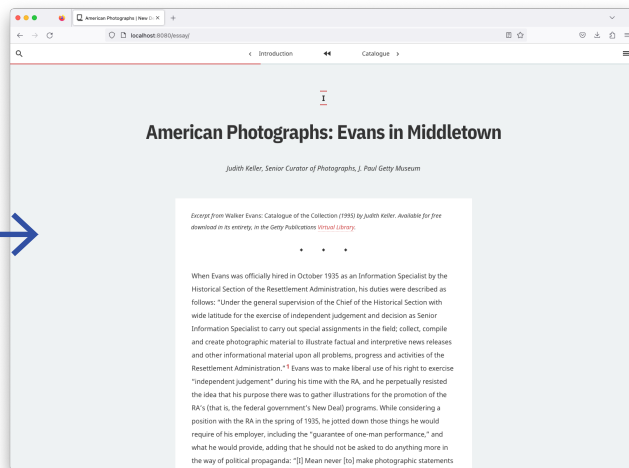 American Photographs | New De
localhost:8080/essay/
Introduction
Catalogue
I
American Photographs: Evans in Middletown
Judith Keller, Senior Curator of Photographs, J. Paul Getty Museum
Excerpt from Walker Evans: Catalogue of the Collection (1995) by Judith Keller. Available for free
download in its entirety, in the Getty Publications Virtual Library.
When Evans was officially hired in October 1935 as an Information Specialist by the
Historical Section of the Resettlement Administration, his duties were described as
follows: “Under the general supervision of the Chief of the Historical Section with
wide latitude for the exercise of independent judgement and decision as Senior
Information Specialist to carry out special assignments in the field; collect, compile
and create photographic material to illustrate factual and interpretive news releases
and other informational material upon all problems, progress and activities of the
Resettlement Administration.”1 Evans was to make liberal use of his right to exercise
“independent judgement” during his time with the RA, and he perpetually resisted
the idea that his purpose there was to gather illustrations for the promotion of the
RA’s (that is, the federal government’s New Deal) programs. While considering a
position with the RA in the spring of 1935, he jotted down those things he would
require of his employer, including the “guarantee of one-man performance,” and
what he would provide, adding that he should not be asked to do anything more in
the way of political propaganda: “[I] Mean never [to] make photographic statements